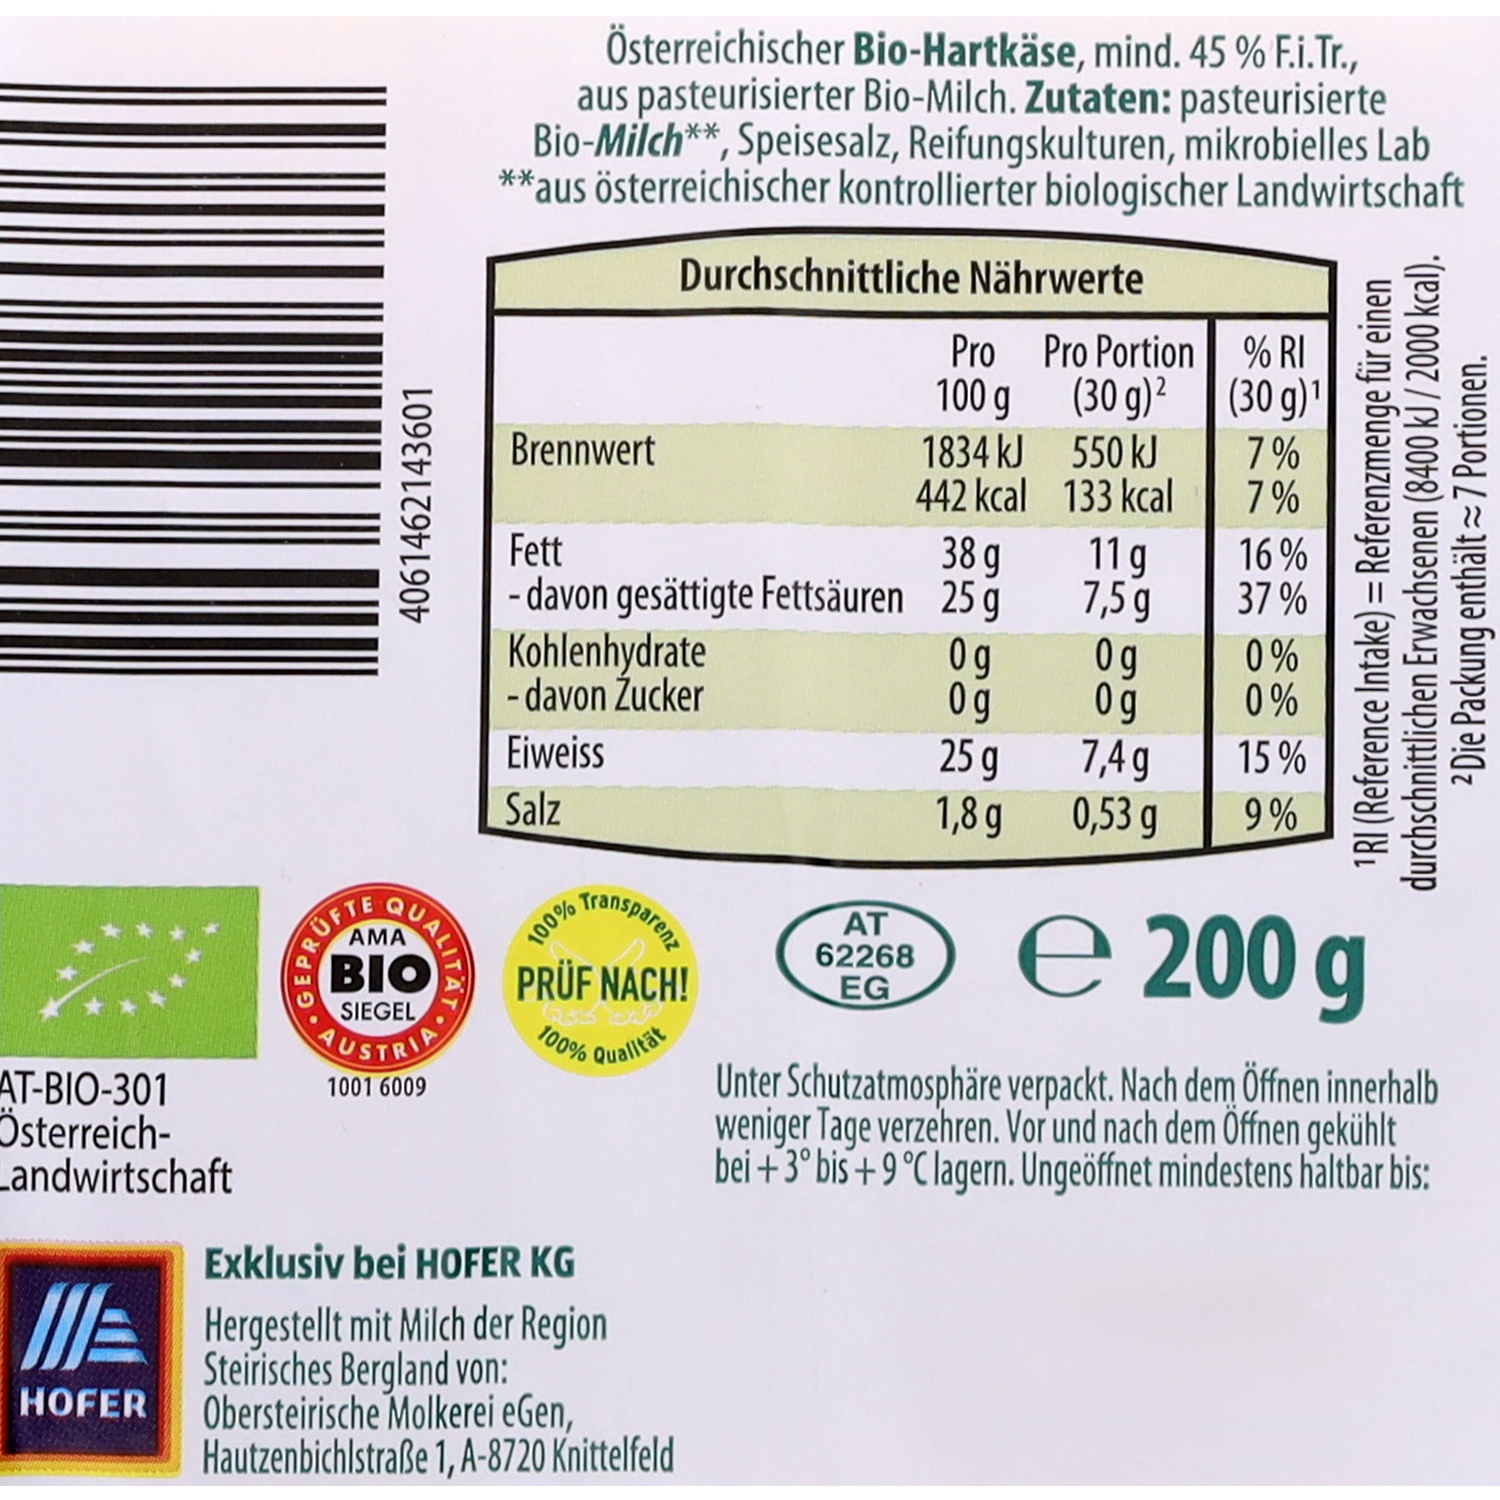 Österreichischer Bio-Hartkäse, mind. 45 % F.i.Tr.,
aus pasteurisierter Bio-Milch. Zutaten: pasteurisierte
Bio-Milch**, Speisesalz, Reifungskulturen, mikrobielles Lab
**aus österreichischer kontrollierter biologischer Landwirtschaft
4061462143601
Durchschnittliche Nährwerte
Pro Pro Portion % RI
100 g (30 g)² (30 g)¹
Brennwert 1834 kJ 550 kJ 7 %
442 kcal 133 kcal 7 %
Fett 38 g 11 g 16 %
- davon gesättigte Fettsäuren 25 g 7,5 g 37 %
Kohlenhydrate 0 g 0 g 0 %
- davon Zucker 0 g 0 g 0 %
Eiweiss 25 g 7,4 g 15 %
Salz 1,8 g 0,53 g 9 %
¹RI (Reference Intake) = Referenzmenge für einen
durchschnittlichen Erwachsenen (8400 kJ / 2000 kcal).
²Die Packung enthält ≈ 7 Portionen.
GEPRÜFTE QUALITÄT
AMA
BIO
SIEGEL
AUSTRIA
1001 6009
100% Transparenz
PRÜF NACH!
100% Qualität
AT
62268
EG
e 200 g
AT-BIO-301
Österreich-
Landwirtschaft
Unter Schutzatmosphäre verpackt. Nach dem Öffnen innerhalb
weniger Tage verzehren. Vor und nach dem Öffnen gekühlt
bei +3° bis +9 °C lagern. Ungeöffnet mindestens haltbar bis:
HOFER
Exklusiv bei HOFER KG
Hergestellt mit Milch der Region
Steirisches Bergland von:
Obersteirische Molkerei eGen,
Hautzenbichlstraße 1, A-8720 Knittelfeld